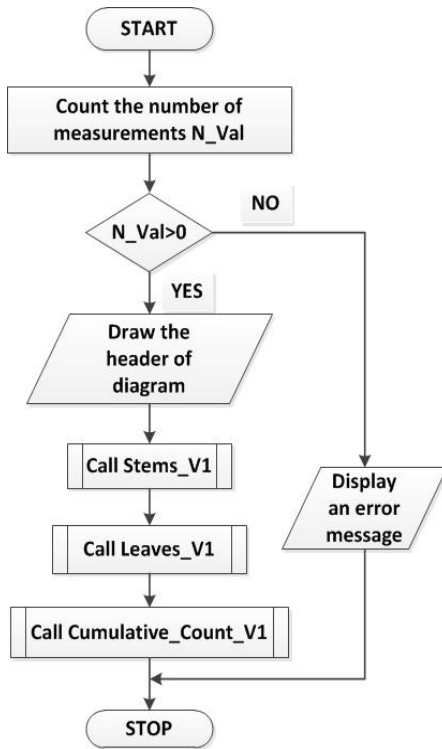 START
Count the number of
measurements N_Val
NO
N_Val>0
YES
Draw the
header of
diagram
Call Stems_V1
Display
an error
message
Call Leaves_V1
Call Cumulative_Count_V1
STOP